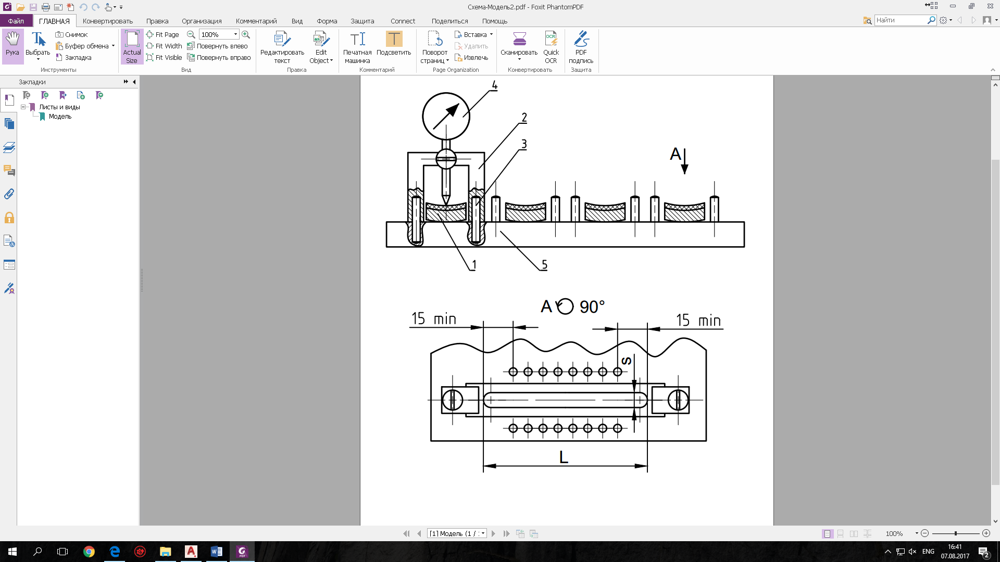 Схема-Модель2.pdf - Foxit PhantomPDF
Файл ГЛАВНАЯ Конвертировать Правка Организация Комментарий Вид Форма Защита Connect Поделиться Помощь Найти
Рука
Выбрать
Снимок
Буфер обмена
Закладка
Инструменты
Actual
Size
Fit Page
Fit Width
Fit Visible
100%
Повернуть влево
Повернуть вправо
Вид
Редактировать
текст
Edit
Object
Правка
Печатная
машинка
Подсветить
Комментарий
Поворот
страниц
Вставка
Удалить
Извлечь
Page Organization
Сканировать
Quick
OCR
Конвертировать
PDF
подпись
Защита
Закладки
Листы и виды
Модель
4
2
3
A
1
5
A 90°
15 min
15 min
s
L
[1] Модель (1 / :
100%
ENG
16:41
07.08.2017
2